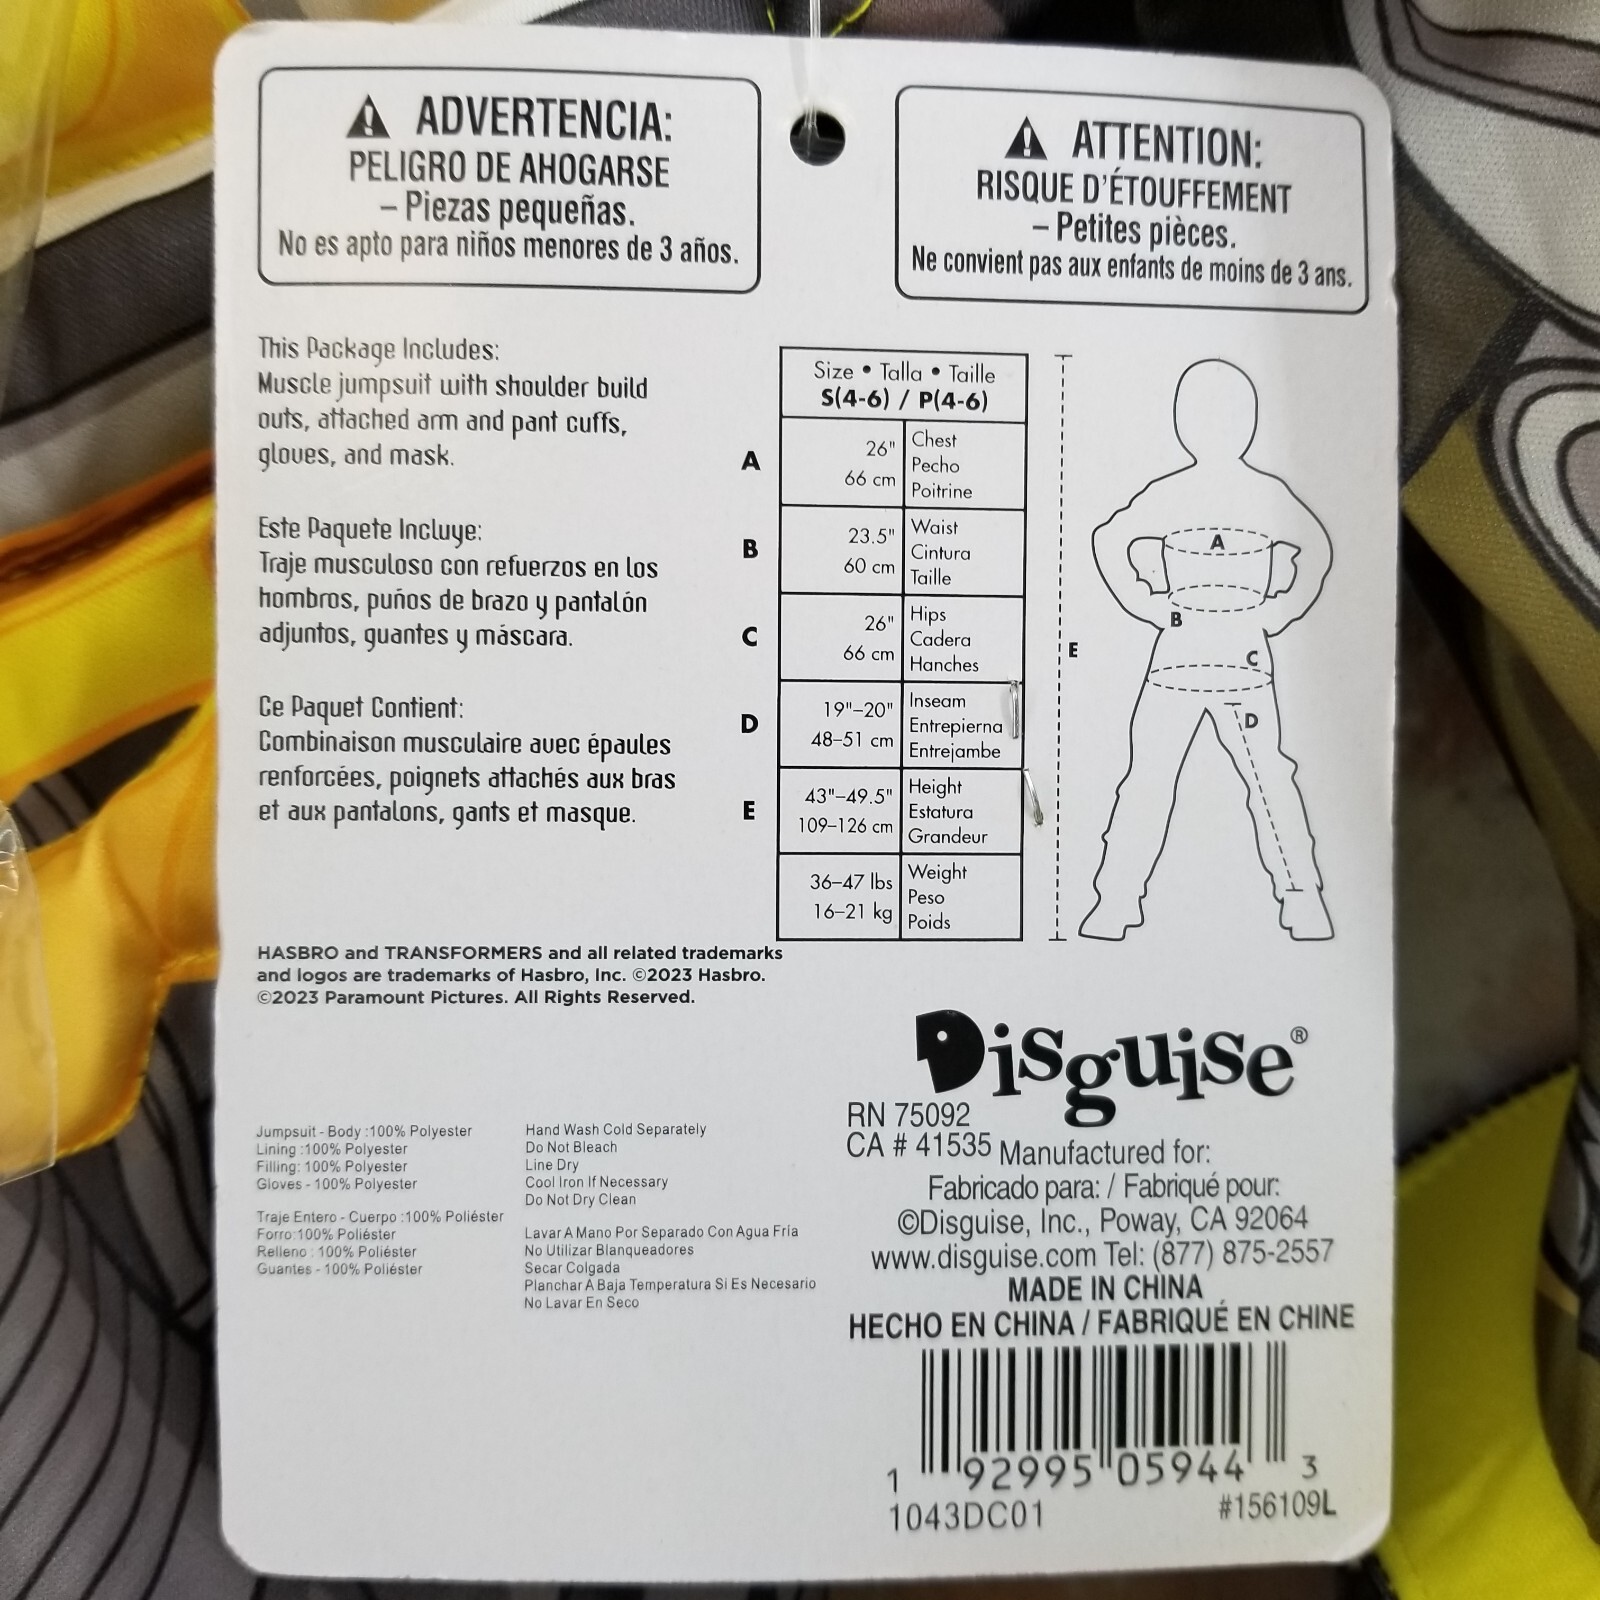 ADVERTENCIA:
PELIGRO DE AHOGARSE
– Piezas pequeñas.
No es apto para niños menores de 3 años.
ATTENTION:
RISQUE D'ÉTOUFFEMENT
– Petites pièces.
Ne convient pas aux enfants de moins de 3 ans.
This Package Includes:
Muscle jumpsuit with shoulder build
outs, attached arm and pant cuffs,
gloves, and mask.
Este Paquete Incluye:
Traje musculoso con refuerzos en los
hombros, puños de brazo y pantalón
adjuntos, guantes y máscara.
Ce Paquet Contient:
Combinaison musculaire avec épaules
renforcées, poignets attachés aux bras
et aux pantalons, gants et masque.
Size • Talla • Taille
S(4-6) / P(4-6)
A
26"
66 cm
Chest
Pecho
Poitrine
B
23.5"
60 cm
Waist
Cintura
Taille
C
26"
66 cm
Hips
Cadera
Hanches
D
19"–20"
48–51 cm
Inseam
Entrepierna
Entrejambe
E
43"–49.5"
109–126 cm
Height
Estatura
Grandeur
36–47 lbs
16–21 kg
Weight
Peso
Poids
A
B
C
D
E
HASBRO and TRANSFORMERS and all related trademarks
and logos are trademarks of Hasbro, Inc. ©2023 Hasbro.
©2023 Paramount Pictures. All Rights Reserved.
Jumpsuit - Body :100% Polyester
Lining :100% Polyester
Filling: 100% Polyester
Gloves - 100% Polyester
Traje Entero - Cuerpo :100% Poliéster
Forro:100% Poliéster
Relleno : 100% Poliéster
Guantes - 100% Poliéster
Hand Wash Cold Separately
Do Not Bleach
Line Dry
Cool Iron If Necessary
Do Not Dry Clean
Lavar A Mano Por Separado Con Agua Fría
No Utilizar Blanqueadores
Secar Colgada
Planchar A Baja Temperatura Si Es Necesario
No Lavar En Seco
Disguise®
RN 75092
CA # 41535 Manufactured for:
Fabricado para: / Fabriqué pour:
©Disguise, Inc., Poway, CA 92064
www.disguise.com Tel: (877) 875-2557
MADE IN CHINA
HECHO EN CHINA / FABRIQUÉ EN CHINE
1 92995 05944 3
1043DC01 #156109L